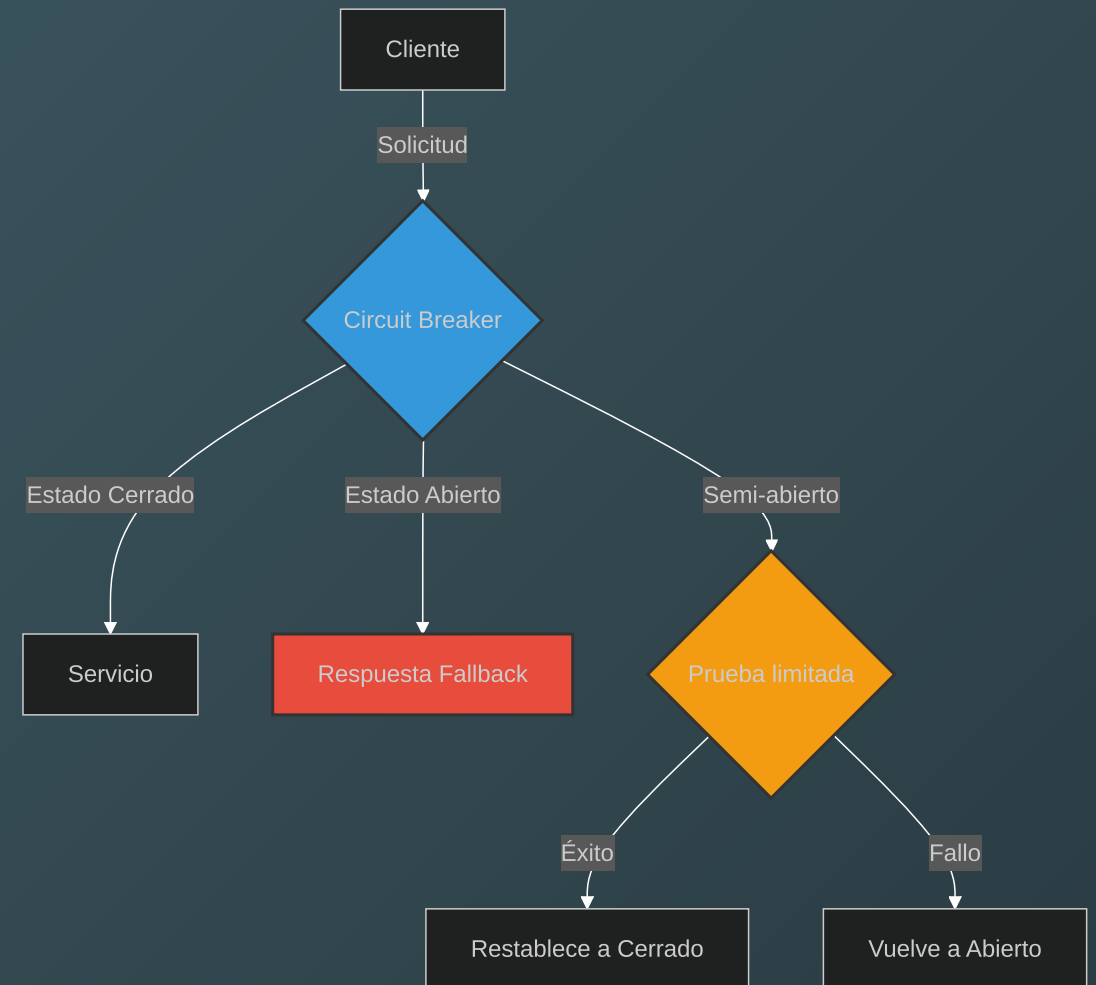 Cliente
Solicitud
Circuit Breaker
Estado Cerrado
Estado Abierto
Semi-abierto
Servicio
Respuesta Fallback
Prueba limitada
Éxito
Fallo
Restablece a Cerrado
Vuelve a Abierto